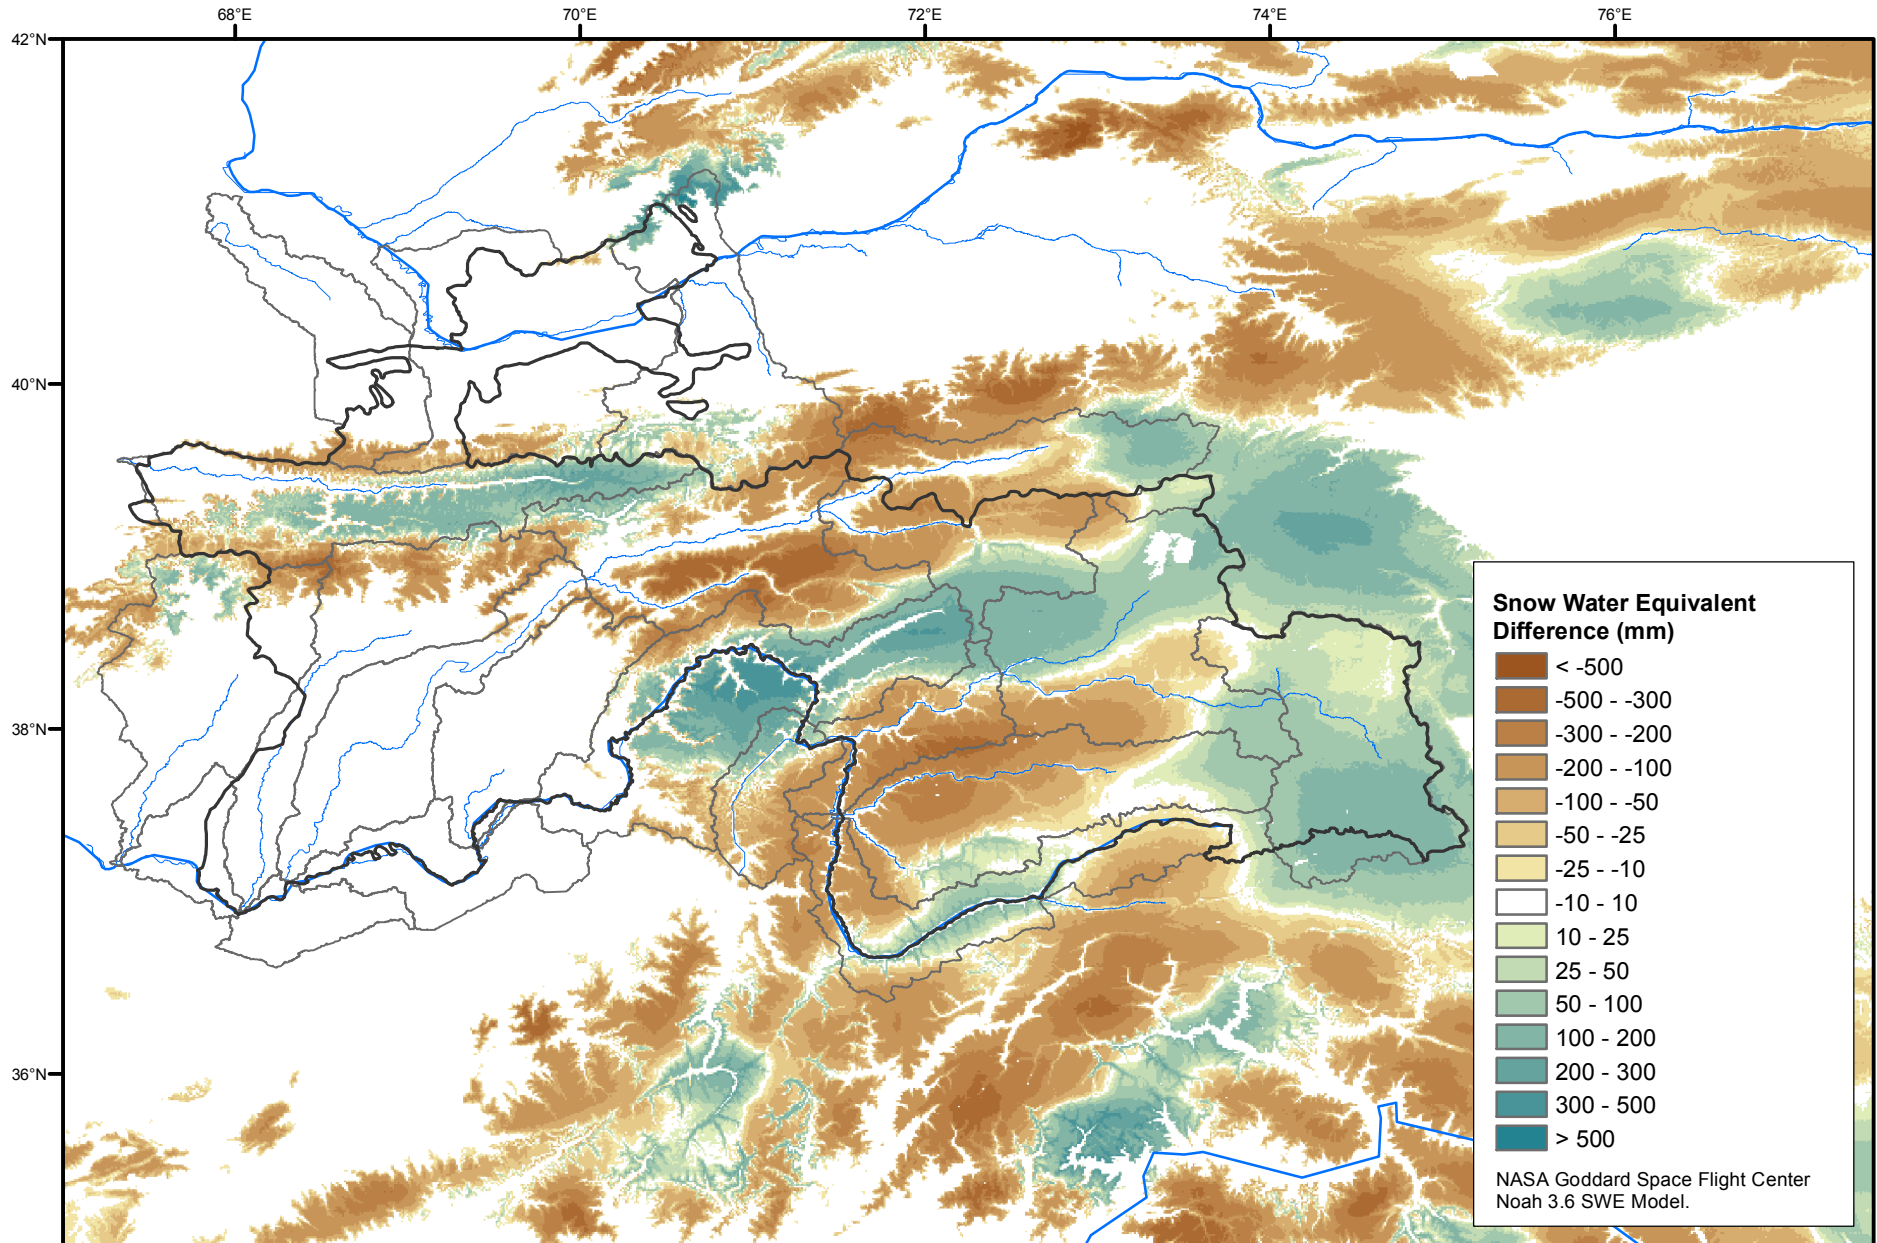 68°E
70°E
72°E
74°E
76°E
42°N
40°N
38°N
36°N
Snow Water Equivalent
Difference (mm)
< -500
-500 - -300
-300 - -200
-200 - -100
-100 - -50
-50 - -25
-25 - -10
-10 - 10
10 - 25
25 - 50
50 - 100
100 - 200
200 - 300
300 - 500
> 500
NASA Goddard Space Flight Center
Noah 3.6 SWE Model.